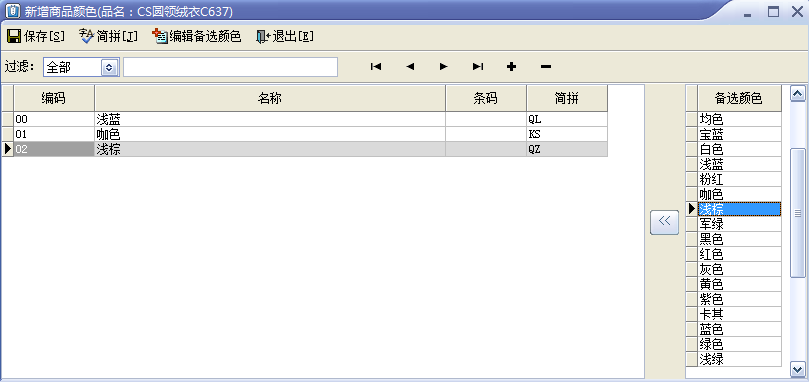 新增商品颜色(品名：CS圆领绒衣C637)
保存[S] 简拼[J] 编辑备选颜色 退出[E]
过滤： 全部
编码 名称 条码 简拼 备选颜色
00 浅蓝 QL
01 咖色 KS
02 浅棕 QZ
均色
宝蓝
白色
浅蓝
粉红
咖色
浅棕
军绿
黑色
红色
灰色
黄色
紫色
卡其
蓝色
绿色
浅绿